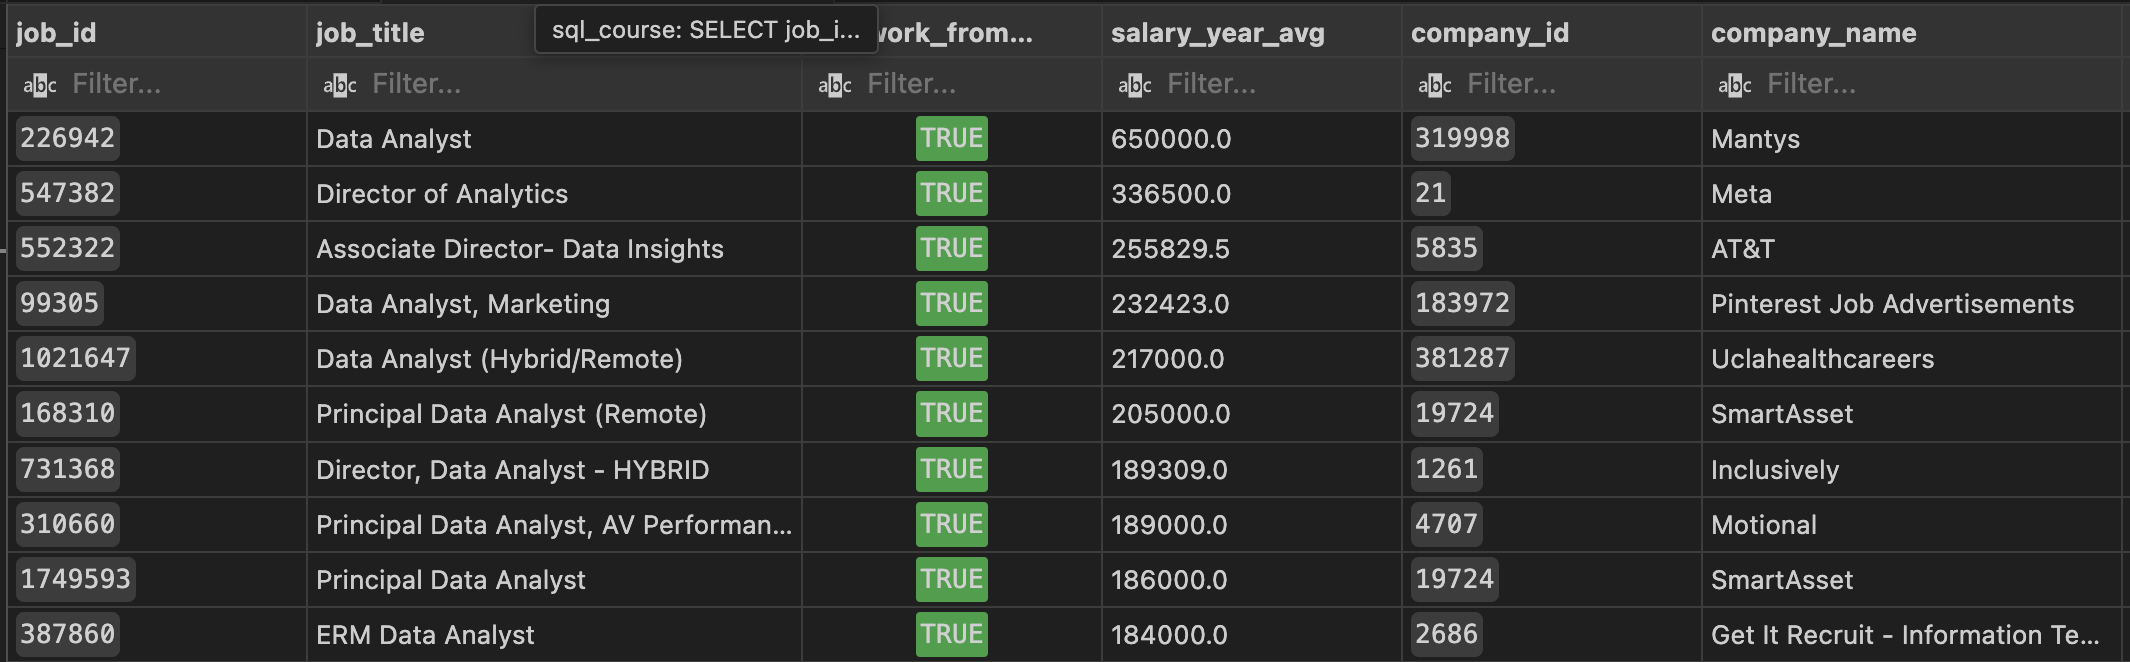 job_id job_title sql_course: SELECT job_i... work_from... salary_year_avg company_id company_name
abc Filter... abc Filter... abc Filter... abc Filter... abc Filter... abc Filter...
226942 Data Analyst TRUE 650000.0 319998 Mantys
547382 Director of Analytics TRUE 336500.0 21 Meta
552322 Associate Director- Data Insights TRUE 255829.5 5835 AT&T
99305 Data Analyst, Marketing TRUE 232423.0 183972 Pinterest Job Advertisements
1021647 Data Analyst (Hybrid/Remote) TRUE 217000.0 381287 Uclahealthcareers
168310 Principal Data Analyst (Remote) TRUE 205000.0 19724 SmartAsset
731368 Director, Data Analyst - HYBRID TRUE 189309.0 1261 Inclusively
310660 Principal Data Analyst, AV Performan... TRUE 189000.0 4707 Motional
1749593 Principal Data Analyst TRUE 186000.0 19724 SmartAsset
387860 ERM Data Analyst TRUE 184000.0 2686 Get It Recruit - Information Te...